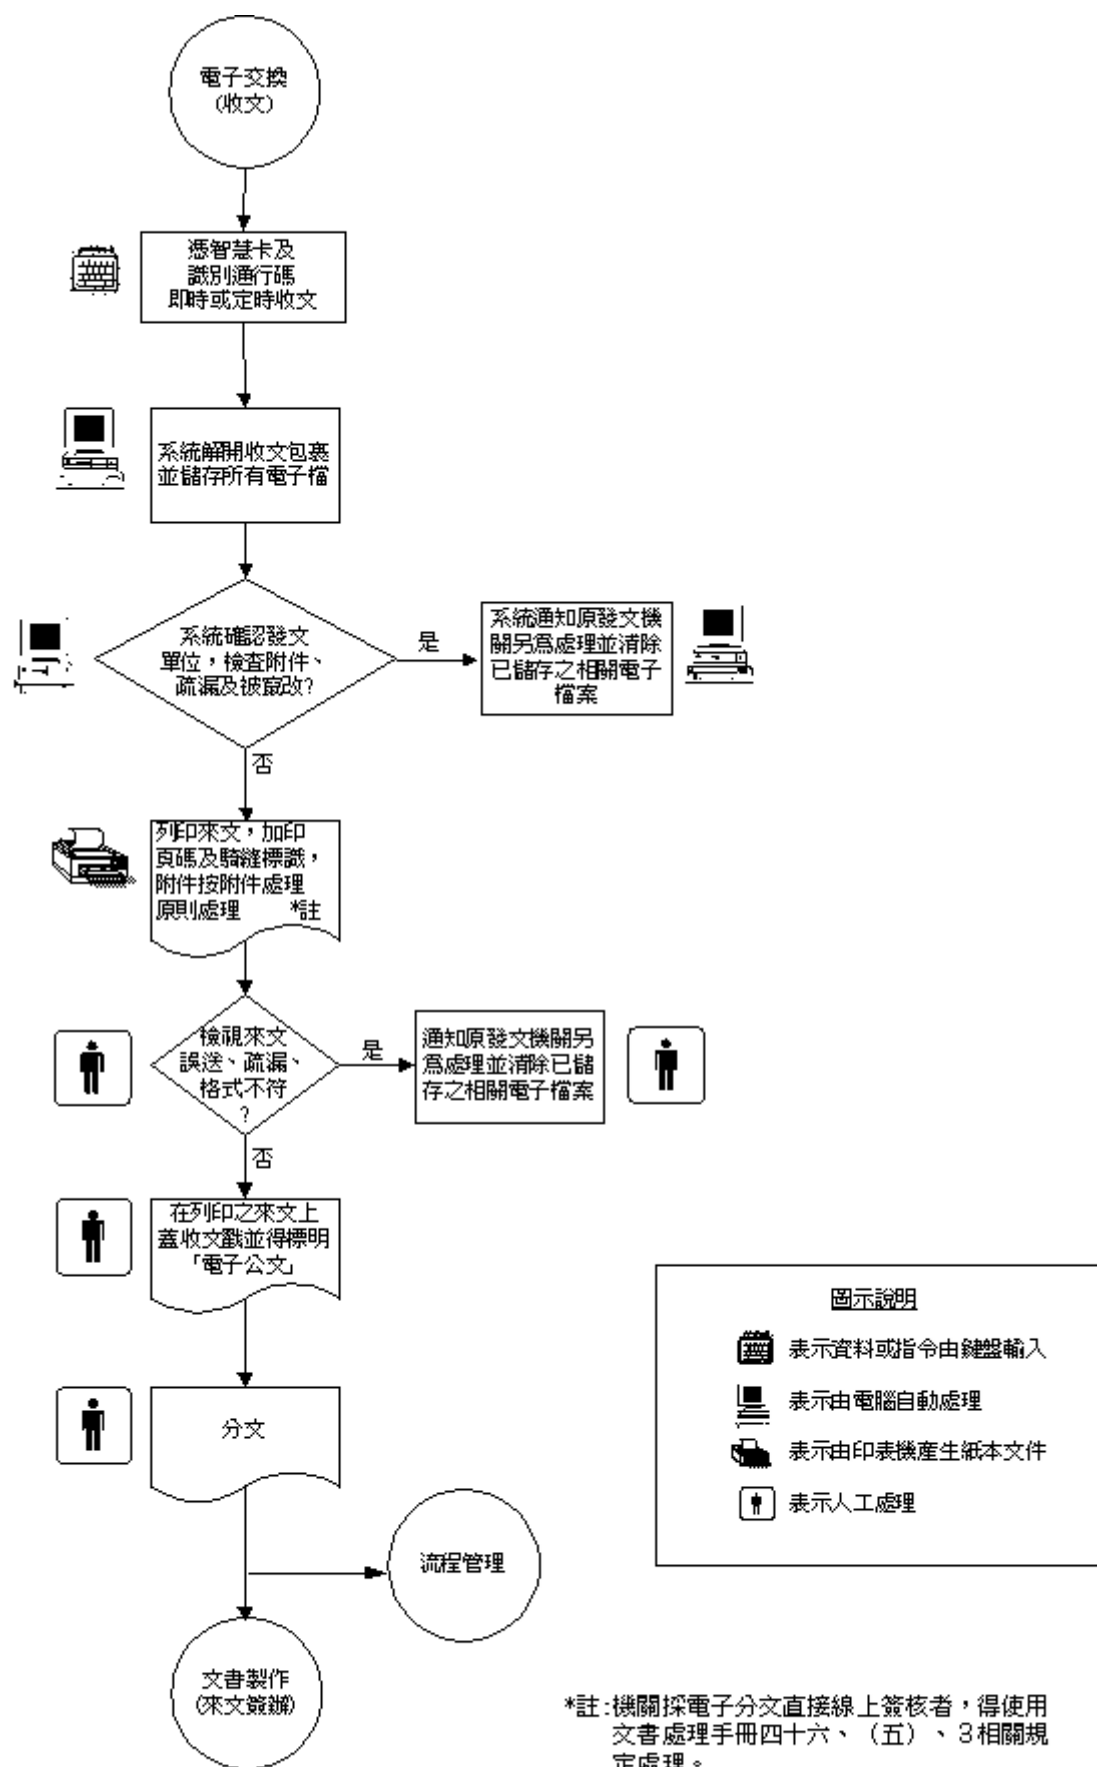 電子交換
(收文)
憑智慧卡及
識別通行碼
即時或定時收文
系統解開收文包裹
並儲存所有電子檔
系統確認發文
單位，檢查附件、
疏漏及被竄改?
是
系統通知原發文機
關另爲處理並清除
已儲存之相關電子
檔案
否
列印來文，加印
頁碼及騎縫標識，
附件按附件處理
原則處理 *註
檢視來文
誤送、疏漏、
格式不符
?
是
通知原發文機關另
爲處理並清除已儲
存之相關電子檔案
否
在列印之來文上
蓋收文戳並得標明
「電子公文」
分文
流程管理
文書製作
(來文簽辦)
圖示說明
表示資料或指令由鍵盤輸入
表示由電腦自動處理
表示由印表機產生紙本文件
表示人工處理
*註:機關採電子分文直接線上簽核者，得使用
文書處理手冊四十六、（五）、3相關規
定處理。